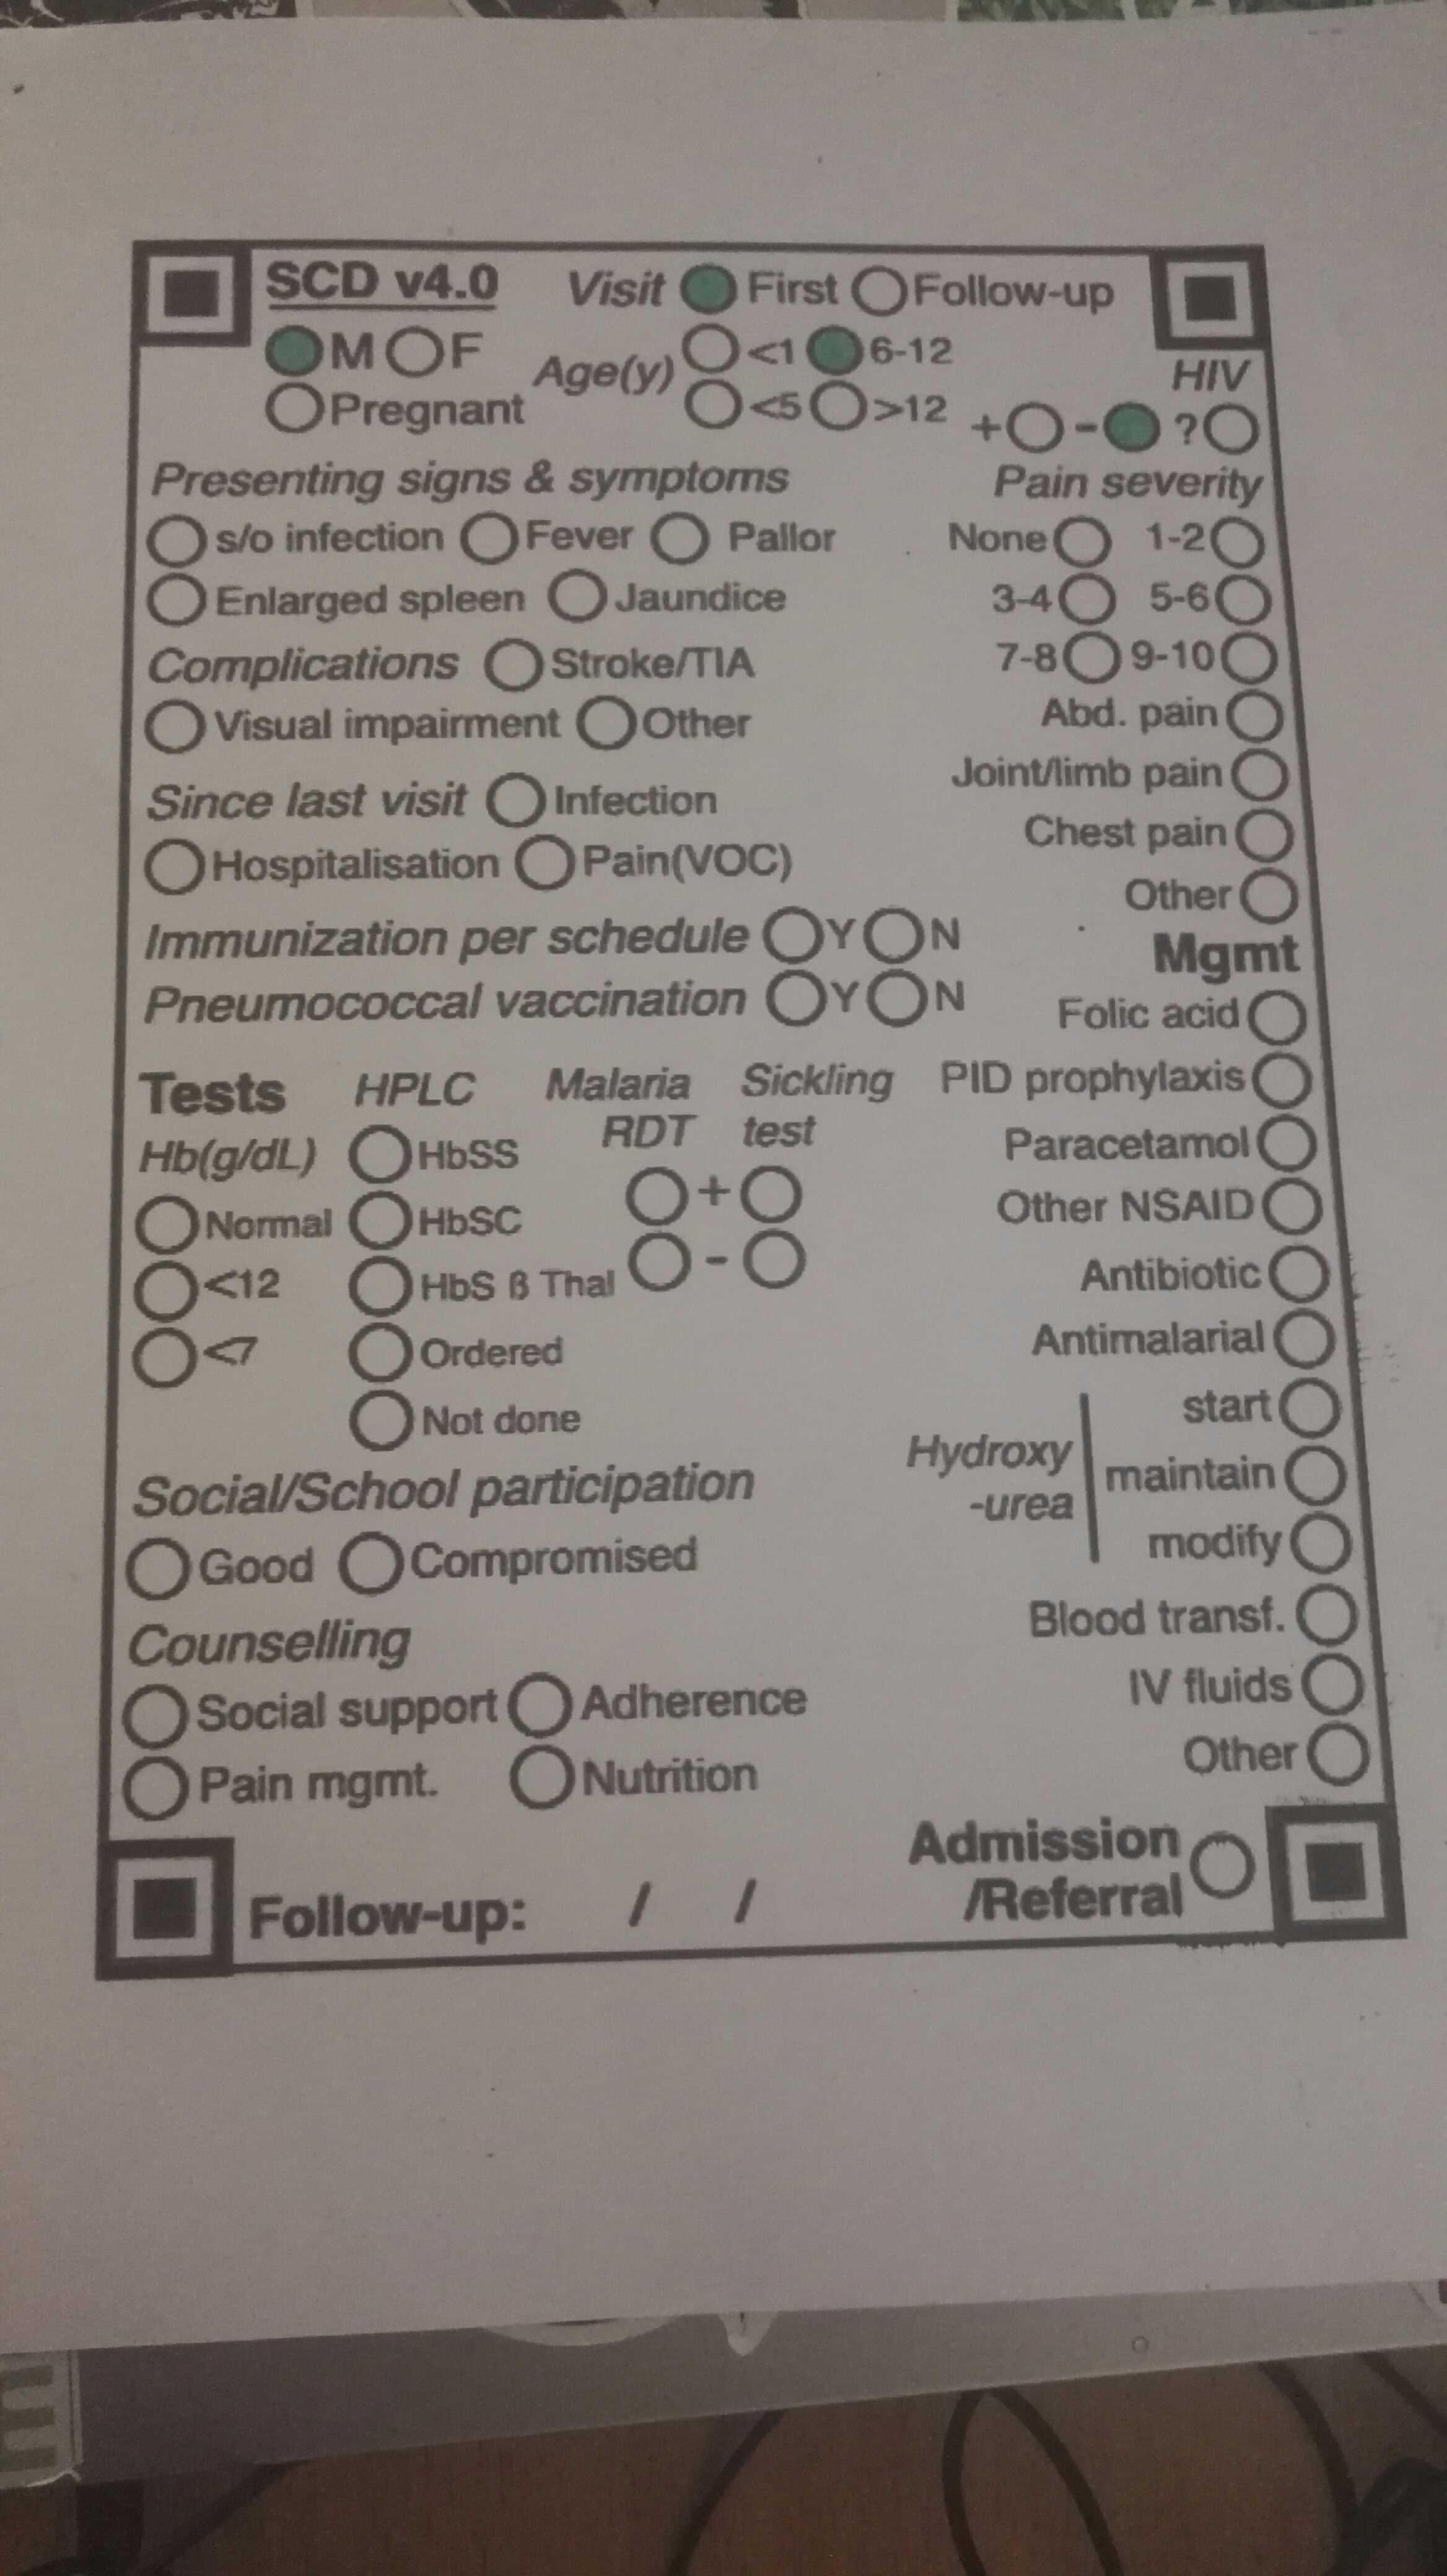 SCD v4.0 Visit First Follow-up
M F Age(y) <1 6-12 HIV
Pregnant <5 >12 + - ?
Presenting signs & symptoms Pain severity
s/o infection Fever Pallor None 1-2
Enlarged spleen Jaundice 3-4 5-6
Complications Stroke/TIA 7-8 9-10
Visual impairment Other Abd. pain
Since last visit Infection Joint/limb pain
Hospitalisation Pain(VOC) Chest pain
Other
Immunization per schedule Y N Mgmt
Pneumococcal vaccination Y N Folic acid
Tests HPLC Malaria Sickling PID prophylaxis
RDT test
Hb(g/dL) HbSS Paracetamol
Normal HbSC + Other NSAID
<12 HbS ß Thal - Antibiotic
<7 Ordered Antimalarial
Not done start
Social/School participation Hydroxy maintain
-urea
Good Compromised modify
Counselling Blood transf.
Social support Adherence IV fluids
Pain mgmt. Nutrition Other
Admission
Follow-up: / / /Referral